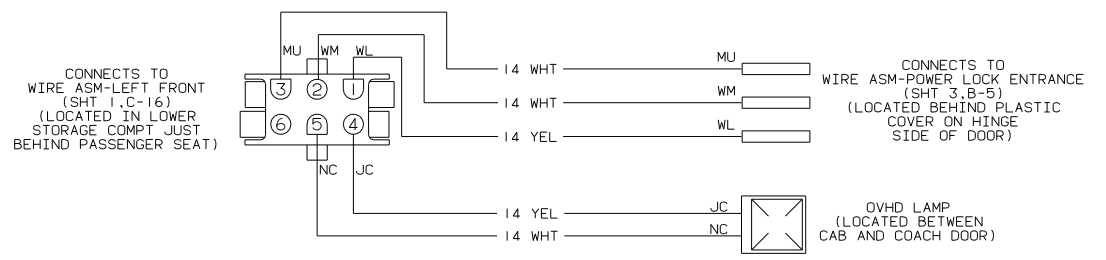 CONNECTS TO
WIRE ASM-LEFT FRONT
(SHT 1,C-16)
(LOCATED IN LOWER
STORAGE COMPT JUST
BEHIND PASSENGER SEAT)
MU WM WL
3 2 1
6 5 4
NC JC
14 WHT
14 WHT
14 YEL
14 YEL
14 WHT
MU
WM
WL
CONNECTS TO
WIRE ASM-POWER LOCK ENTRANCE
(SHT 3,B-5)
(LOCATED BEHIND PLASTIC
COVER ON HINGE
SIDE OF DOOR)
JC
NC
OVHD LAMP
(LOCATED BETWEEN
CAB AND COACH DOOR)